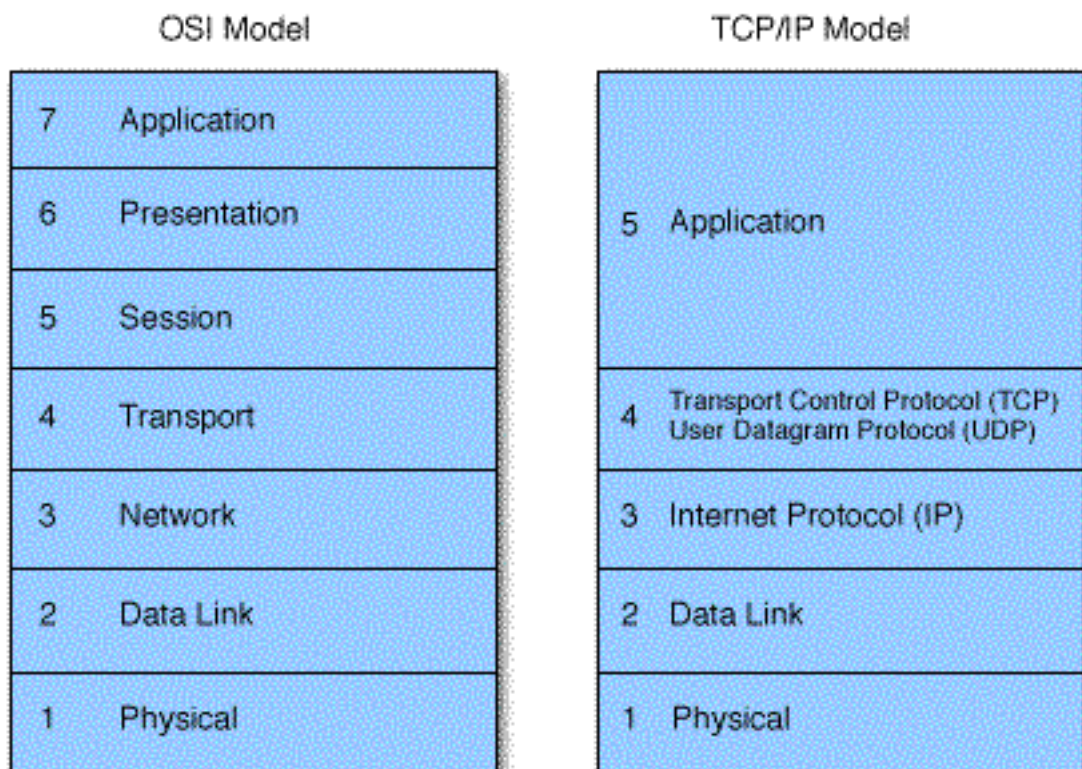 OSI Model
7 Application
6 Presentation
5 Session
4 Transport
3 Network
2 Data Link
1 Physical
TCP/IP Model
5 Application
4 Transport Control Protocol (TCP)
User Datagram Protocol (UDP)
3 Internet Protocol (IP)
2 Data Link
1 Physical